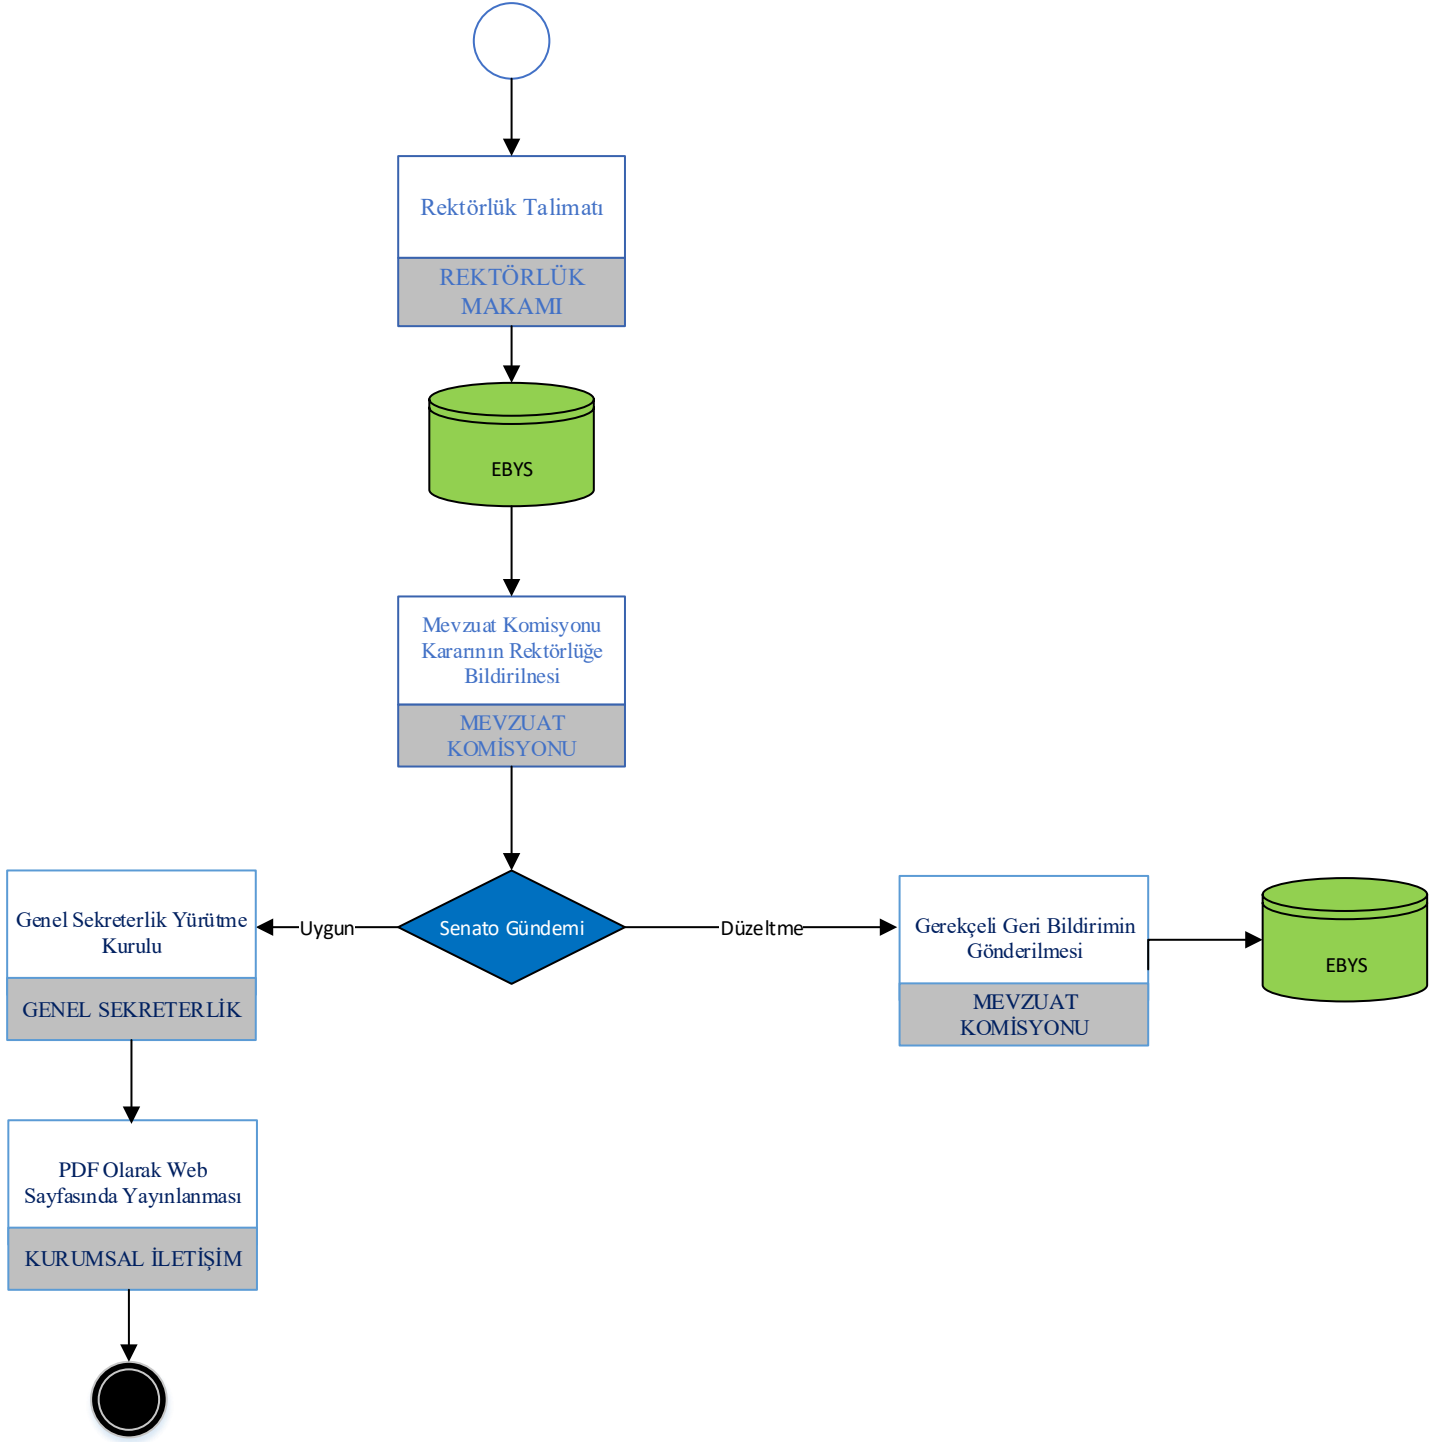 Rektörlük Talimatı
REKTÖRLÜK
MAKAMI
EBYS
Mevzuat Komisyonu
Kararının Rektörlüğe
Bildirilnesi
MEVZUAT
KOMİSYONU
Genel Sekreterlik Yürütme
Kurulu
GENEL SEKRETERLİK
Uygun
Senato Gündemi
Düzeltme
Gerekçeli Geri Bildirimin
Gönderilmesi
MEVZUAT
KOMİSYONU
EBYS
PDF Olarak Web
Sayfasında Yayınlanması
KURUMSAL İLETİŞİM